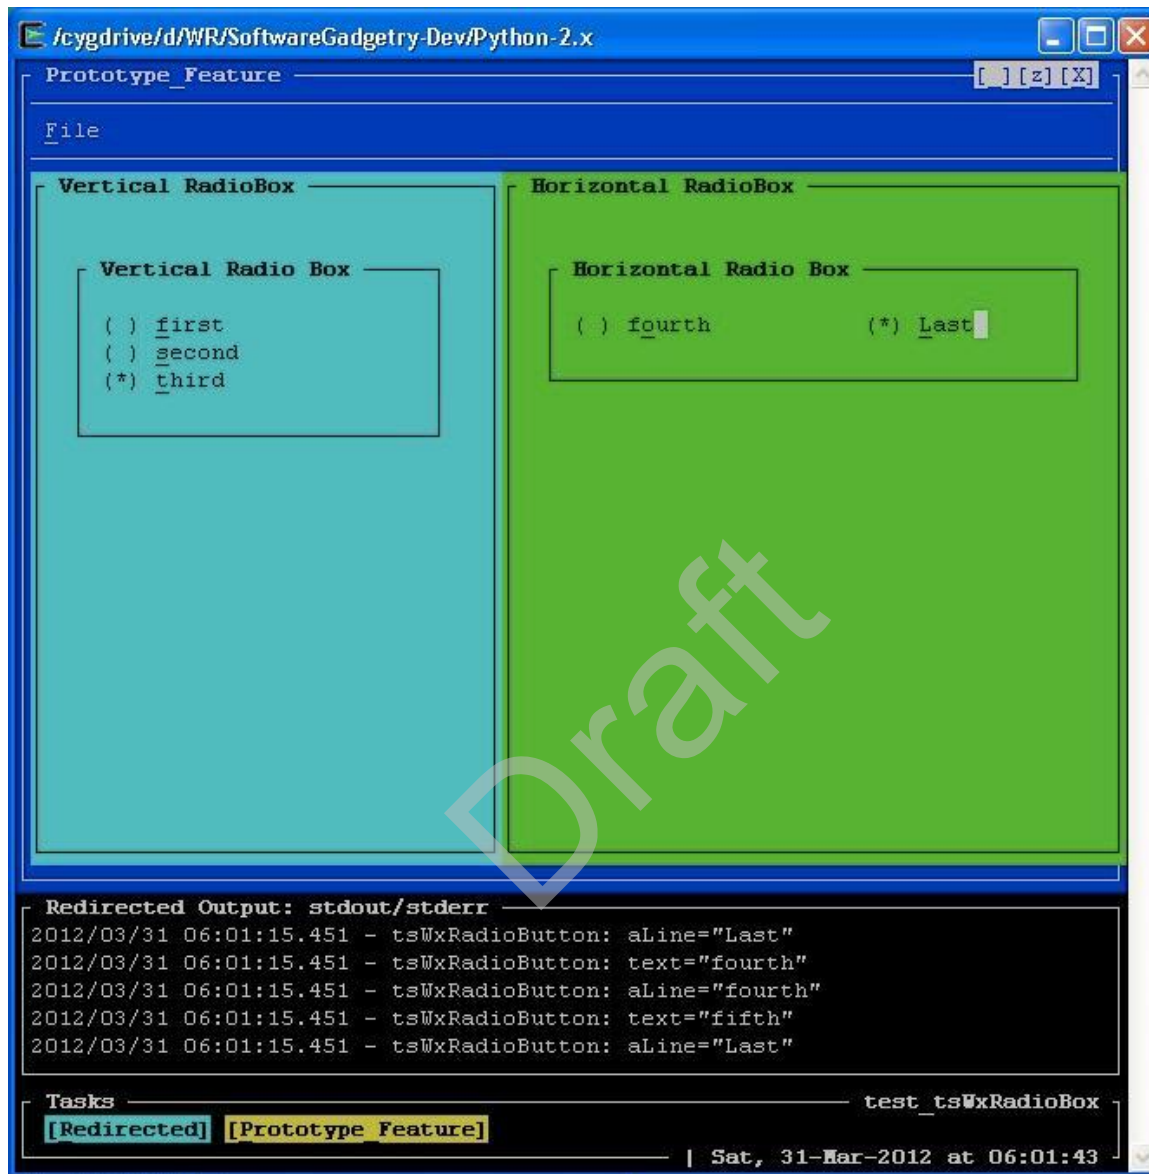 /cygdrive/d/WR/SoftwareGadgetry-Dev/Python-2.x
Prototype_Feature [_][z][X]
File
Vertical RadioBox Horizontal RadioBox
Vertical Radio Box Horizontal Radio Box
( ) first ( ) fourth (*) Last
( ) second
(*) third
Draft
Redirected Output: stdout/stderr
2012/03/31 06:01:15.451 - tsWxRadioButton: aLine="Last"
2012/03/31 06:01:15.451 - tsWxRadioButton: text="fourth"
2012/03/31 06:01:15.451 - tsWxRadioButton: aLine="fourth"
2012/03/31 06:01:15.451 - tsWxRadioButton: text="fifth"
2012/03/31 06:01:15.451 - tsWxRadioButton: aLine="Last"
Tasks test_tsWxRadioBox
[Redirected] [Prototype_Feature]
| Sat, 31-Mar-2012 at 06:01:43